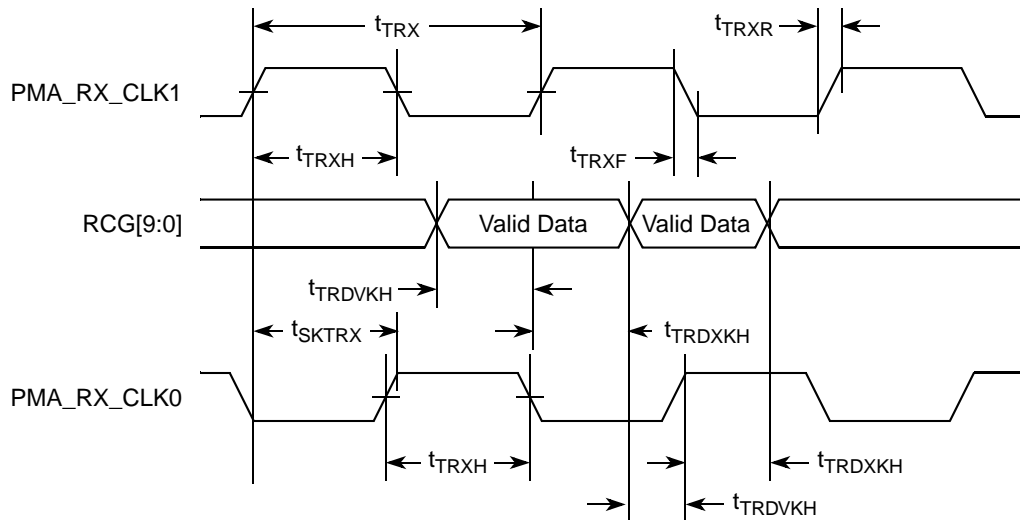 tTRX
tTRXR
PMA_RX_CLK1
tTRXH
tTRXF
RCG[9:0]
Valid Data
Valid Data
tTRDVKH
tSKTRX
tTRDXKH
PMA_RX_CLK0
tTRXH
tTRDXKH
tTRDVKH